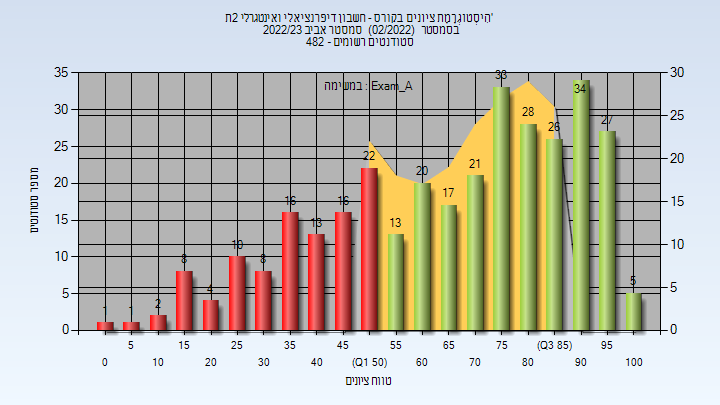 הִיסְטוֹגְרָמַת ציונים בקורס - חשבון דיפרנציאלי ואינטגרלי 2ת'
בסמסטר (02/2022) סמסטר אביב 2022/23
סטודנטים רשומים - 482
במשימה : Exam_A
מספר סטודנטים
35 30 25 20 15 10 5 0
30 25 20 15 10 5 0
1 1 2 8 4 10 8 16 13 16 22 13 20 17 21 33 28 26 34 27 5
5 15 25 35 45 55 65 75 (Q3 85) 95
0 10 20 30 40 (Q1 50) 60 70 80 90 100
טווח ציונים